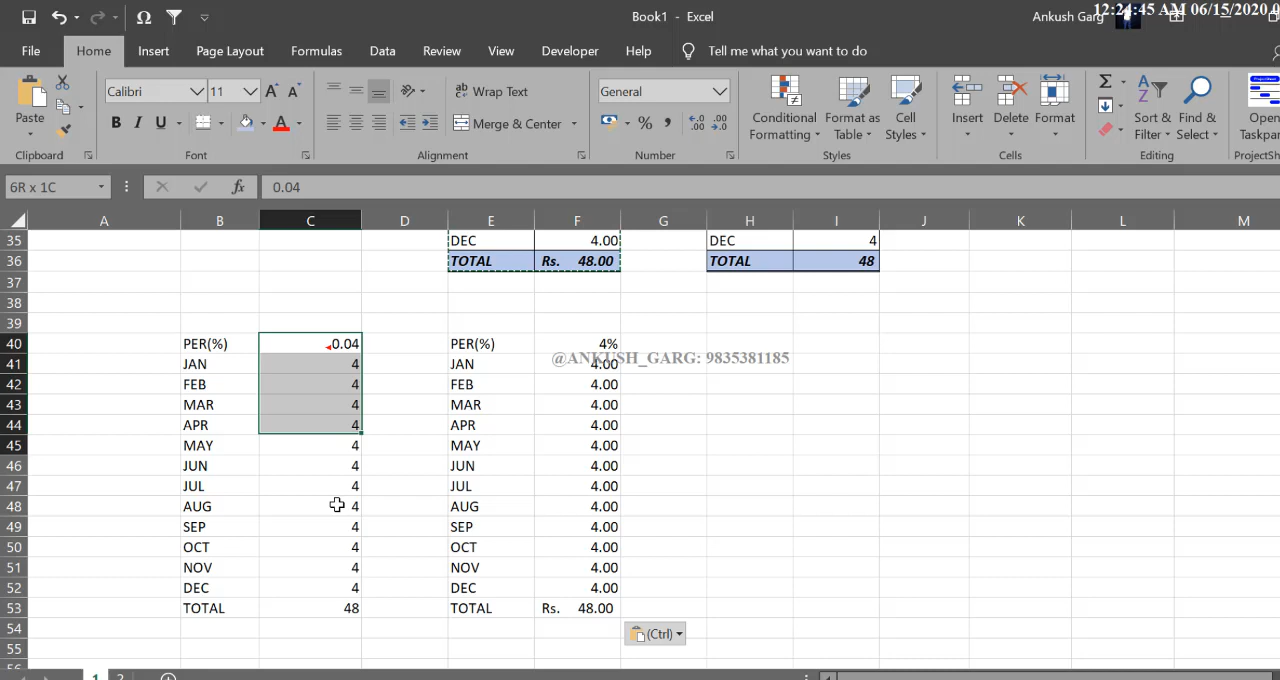 Book1 - Excel
Ankush Garg
12:24:45 AM 06/15/2020.0
File Home Insert Page Layout Formulas Data Review View Developer Help Tell me what you want to do
Calibri 11
ab Wrap Text
General
Paste
B I U
Merge & Center
% ,
Conditional Formatting
Format as Table
Cell Styles
Insert Delete Format
Sort & Filter
Find & Select
Open Taskpar
Clipboard Font Alignment Number Styles Cells Editing ProjectSh
6R x 1C fx 0.04
A B C D E F G H I J K L M
35 DEC 4.00 DEC 4
36 TOTAL Rs. 48.00 TOTAL 48
37
38
39
40 PER(%) 0.04 PER(%) 4%
@ANKUSH_GARG: 9835381185
41 JAN 4 JAN 4.00
42 FEB 4 FEB 4.00
43 MAR 4 MAR 4.00
44 APR 4 APR 4.00
45 MAY 4 MAY 4.00
46 JUN 4 JUN 4.00
47 JUL 4 JUL 4.00
48 AUG 4 AUG 4.00
49 SEP 4 SEP 4.00
50 OCT 4 OCT 4.00
51 NOV 4 NOV 4.00
52 DEC 4 DEC 4.00
53 TOTAL 48 TOTAL Rs. 48.00
54 (Ctrl)
55
56
1 2